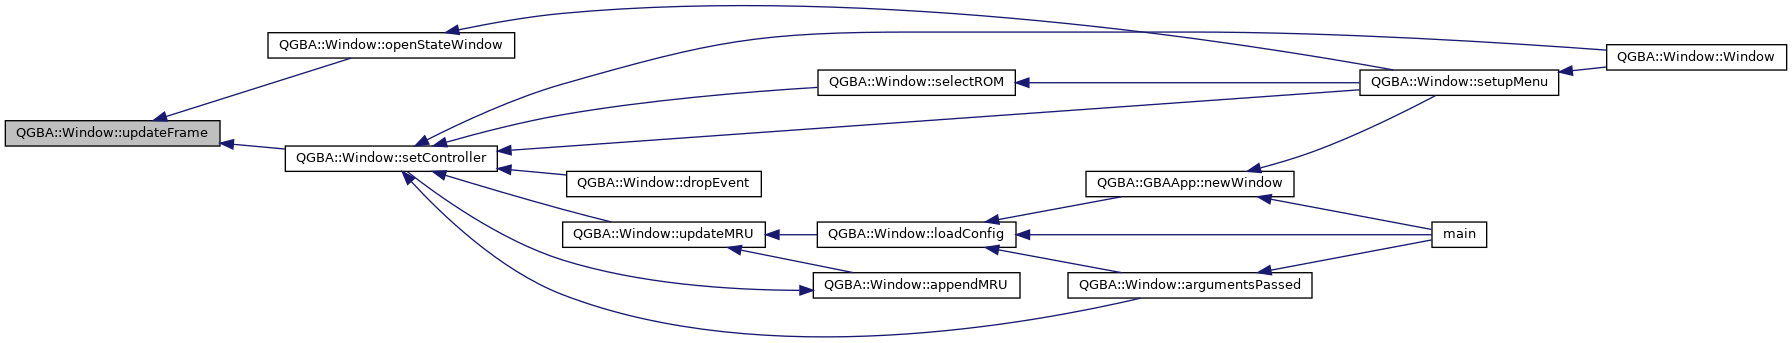 QGBA::Window::openStateWindow
QGBA::Window::Window
QGBA::Window::selectROM
QGBA::Window::setupMenu
QGBA::Window::updateFrame
QGBA::Window::setController
QGBA::Window::dropEvent
QGBA::GBAApp::newWindow
QGBA::Window::updateMRU
QGBA::Window::loadConfig
main
QGBA::Window::appendMRU
QGBA::Window::argumentsPassed